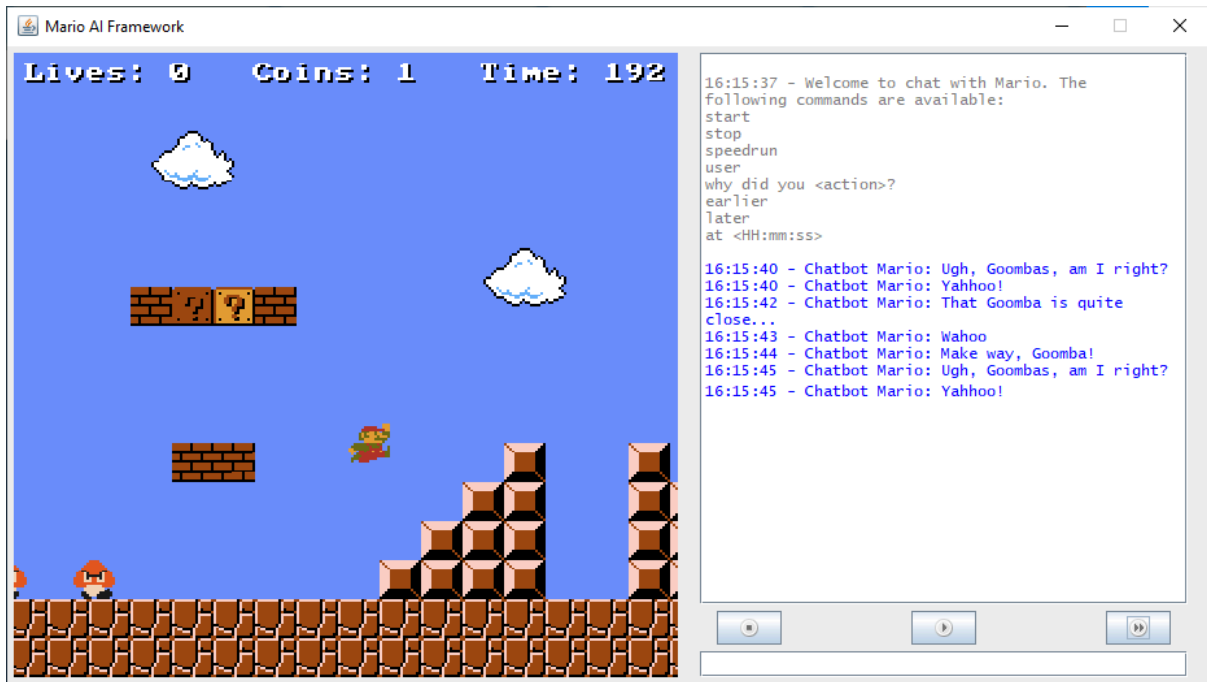 Mario AI Framework
Lives: 0 Coins: 1 Time: 192
?
?
16:15:37 - Welcome to chat with Mario. The
following commands are available:
start
stop
speedrun
user
why did you <action>?
earlier
later
at <HH:mm:ss>
16:15:40 - Chatbot Mario: Ugh, Goombas, am I right?
16:15:40 - Chatbot Mario: Yahhoo!
16:15:42 - Chatbot Mario: That Goomba is quite
close...
16:15:43 - Chatbot Mario: Wahoo
16:15:44 - Chatbot Mario: Make way, Goomba!
16:15:45 - Chatbot Mario: Ugh, Goombas, am I right?
16:15:45 - Chatbot Mario: Yahhoo!